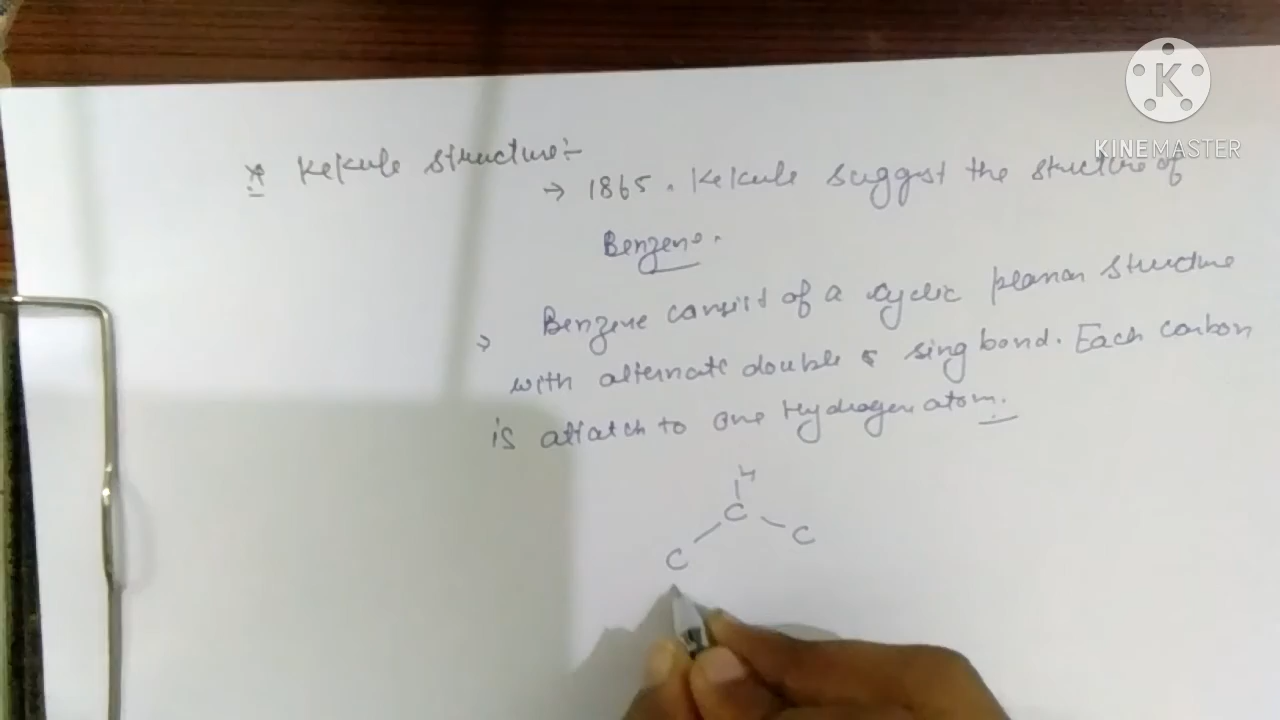 K
KINEMASTER
* Kekule structure:-
→ 1865. Kekule suggest the structure of
Benzene.
→ Benzene consist of a cyclic planar structure
with alternate double & sing bond. Each carbon
is attatch to one Hydrogen atom.
H
C
C
C